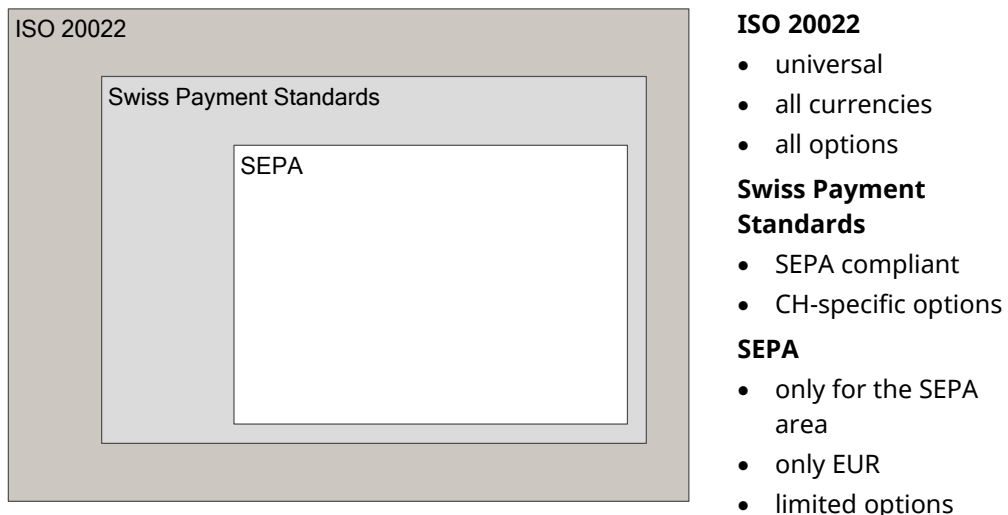 ISO 20022
Swiss Payment Standards
SEPA
ISO 20022
• universal
• all currencies
• all options
Swiss Payment
Standards
• SEPA compliant
• CH-specific options
SEPA
• only for the SEPA
area
• only EUR
• limited options